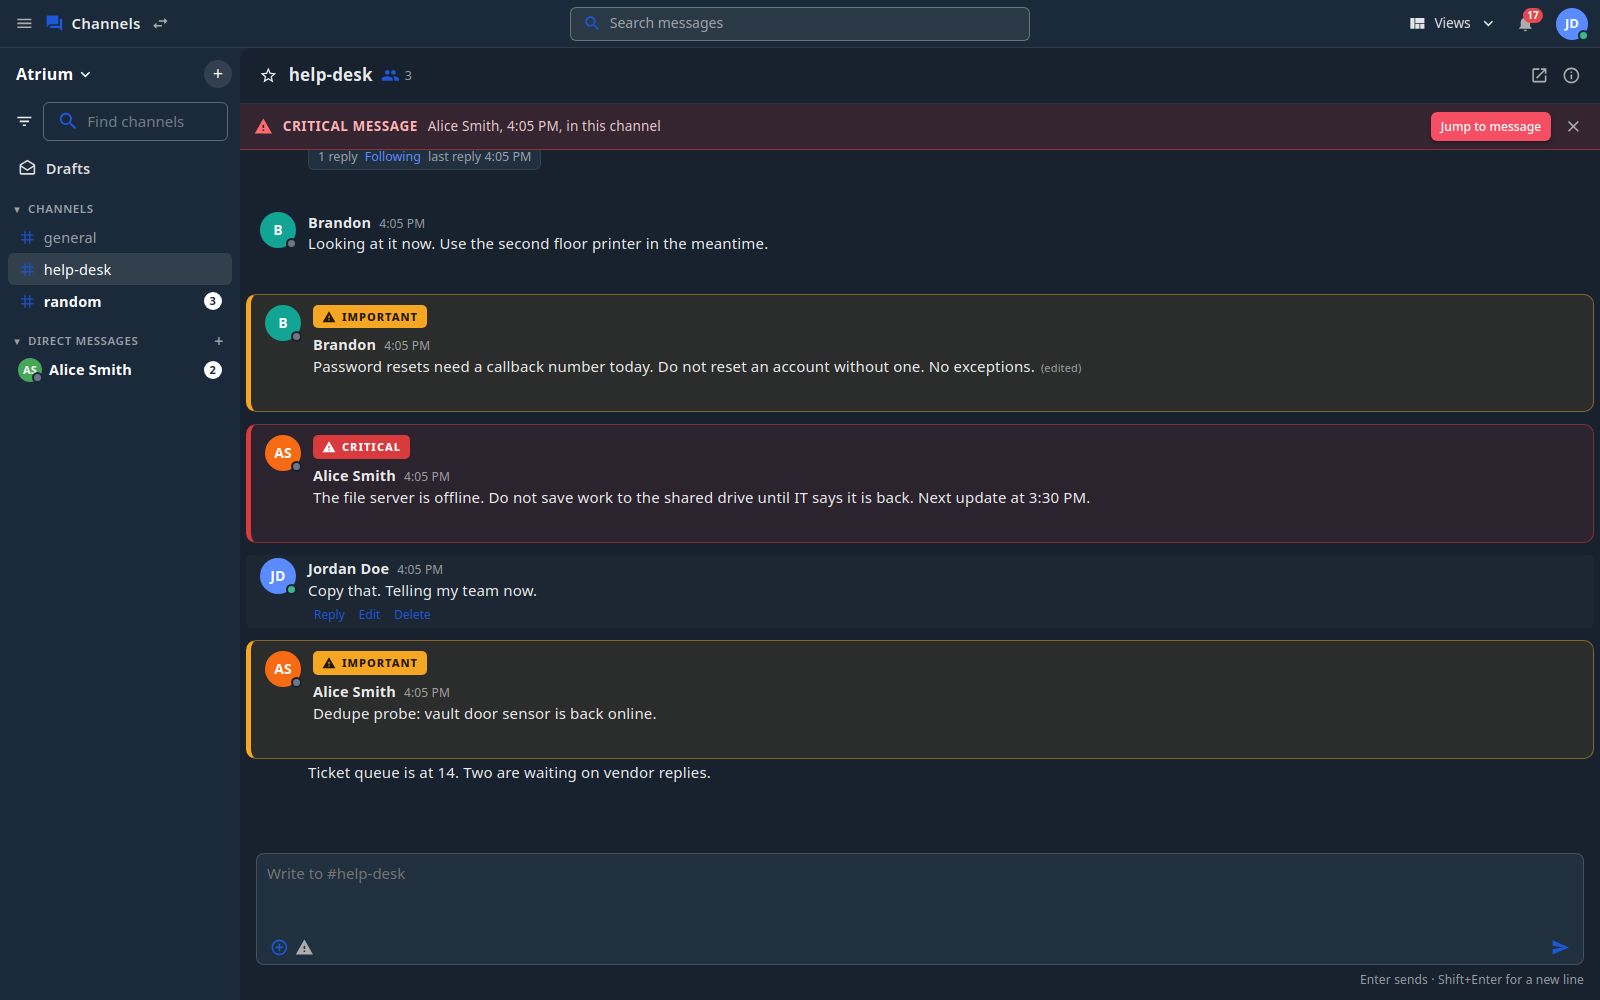 Channels
Search messages
Views
17
JD
Atrium
+
Find channels
Drafts
CHANNELS
general
help-desk
random 3
DIRECT MESSAGES +
AS Alice Smith 2
help-desk 3
CRITICAL MESSAGE Alice Smith, 4:05 PM, in this channel
Jump to message
1 reply Following last reply 4:05 PM
B
Brandon 4:05 PM
Looking at it now. Use the second floor printer in the meantime.
B
IMPORTANT
Brandon 4:05 PM
Password resets need a callback number today. Do not reset an account without one. No exceptions. (edited)
AS
CRITICAL
Alice Smith 4:05 PM
The file server is offline. Do not save work to the shared drive until IT says it is back. Next update at 3:30 PM.
JD
Jordan Doe 4:05 PM
Copy that. Telling my team now.
Reply Edit Delete
AS
IMPORTANT
Alice Smith 4:05 PM
Dedupe probe: vault door sensor is back online.
Ticket queue is at 14. Two are waiting on vendor replies.
Write to #help-desk
Enter sends · Shift+Enter for a new line